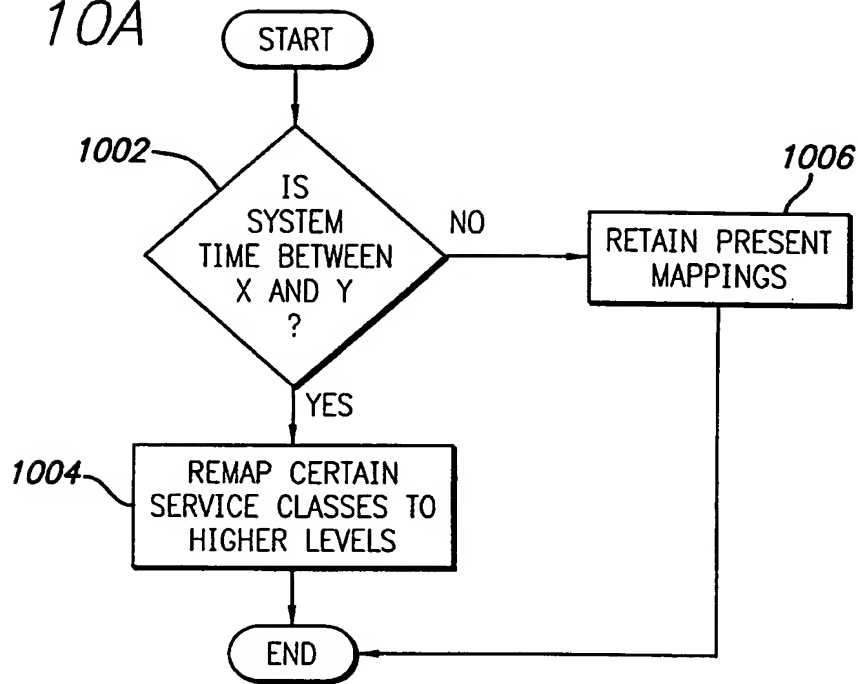 10A
START
1002
IS
SYSTEM
TIME BETWEEN
X AND Y
?
NO
1006
RETAIN PRESENT
MAPPINGS
YES
1004
REMAP CERTAIN
SERVICE CLASSES TO
HIGHER LEVELS
END